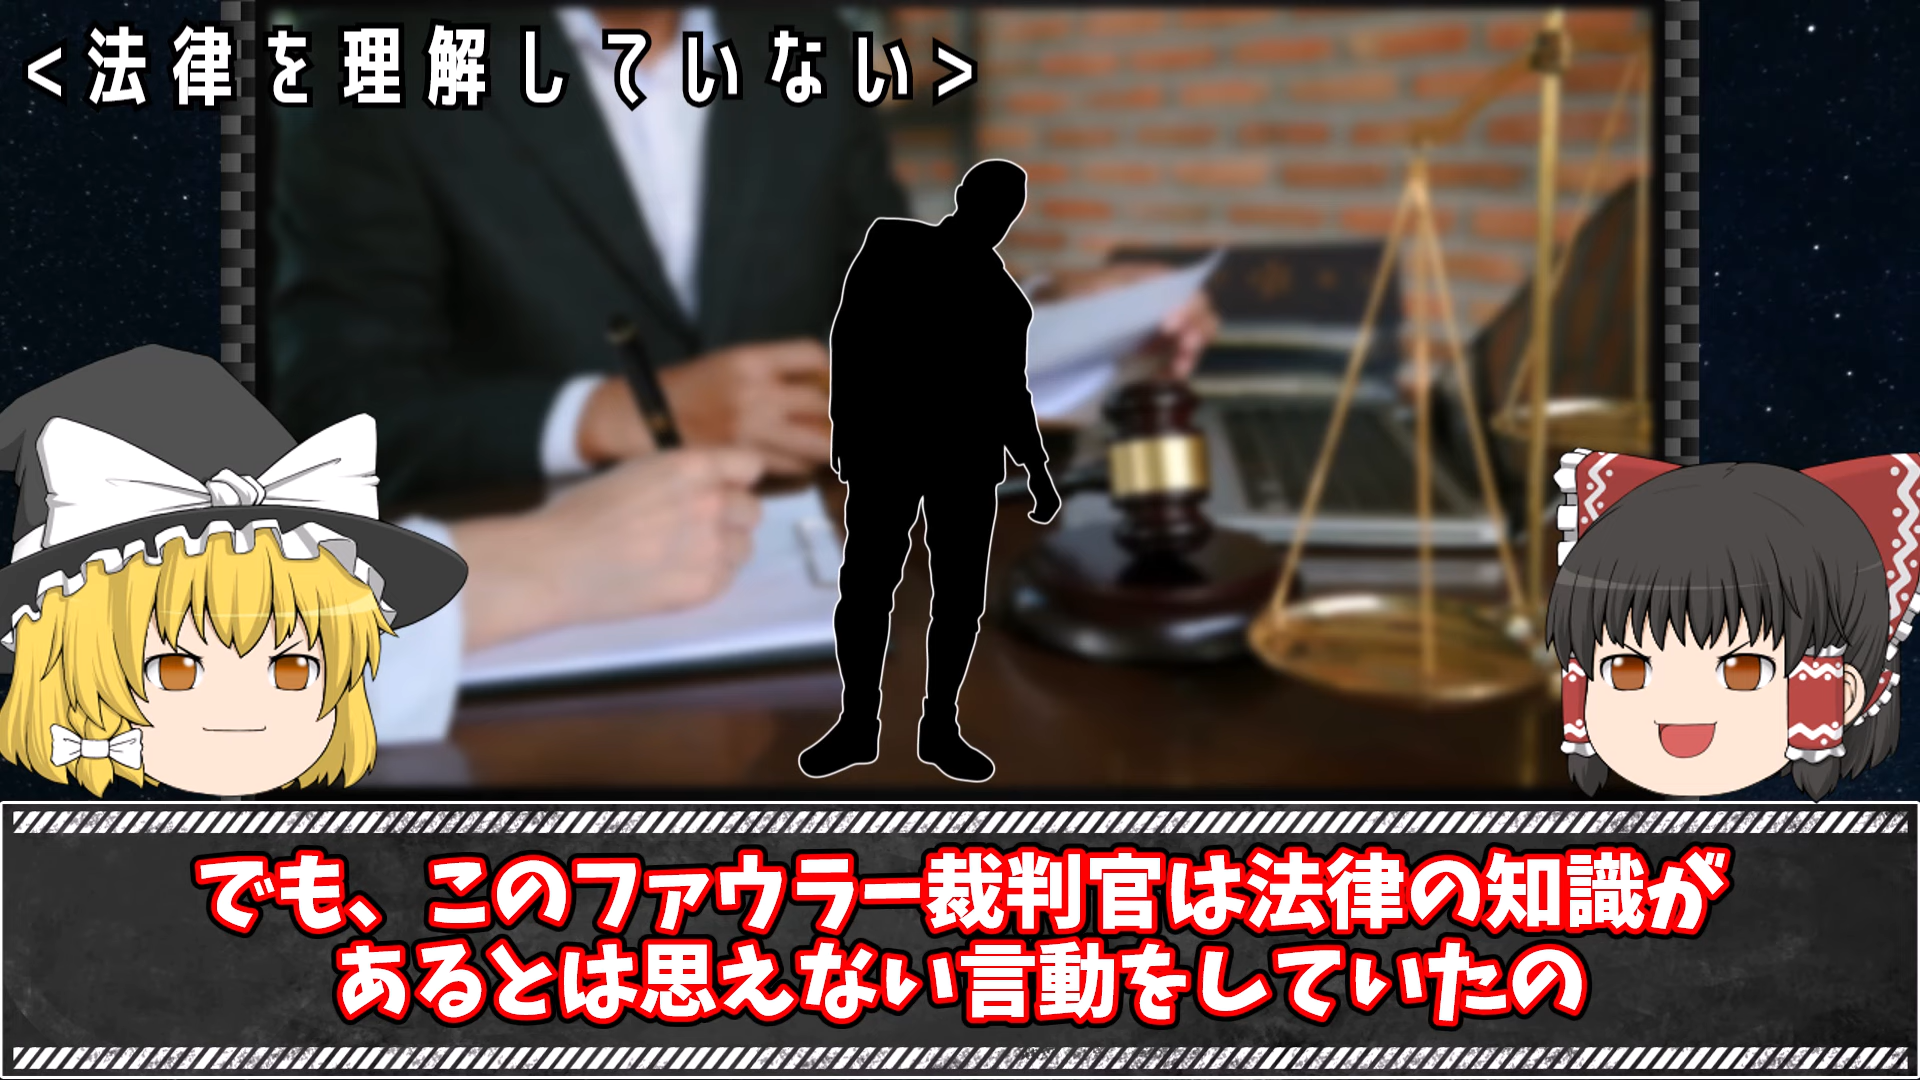 <法律を理解していない>
でも、このファウラー裁判官は法律の知識が
あるとは思えない言動をしていたの